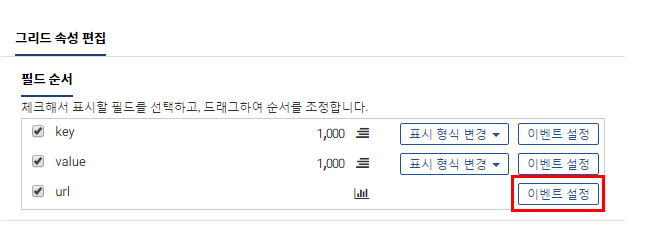 그리드 속성 편집
필드 순서
체크해서 표시할 필드를 선택하고, 드래그하여 순서를 조정합니다.
key 1,000 표시 형식 변경 이벤트 설정
value 1,000 표시 형식 변경 이벤트 설정
url 이벤트 설정